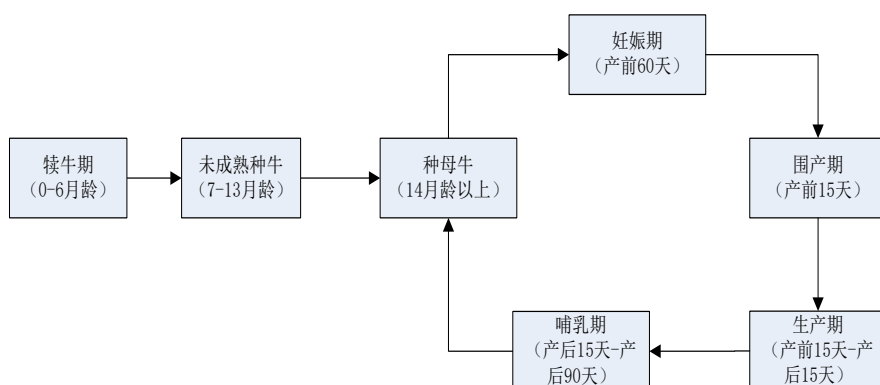 妊娠期
（产前60天）
犊牛期
（0-6月龄）
未成熟种牛
（7-13月龄）
种母牛
（14月龄以上）
围产期
（产前15天）
哺乳期
（产后15天-产
后90天）
生产期
（产前15天-产
后15天）